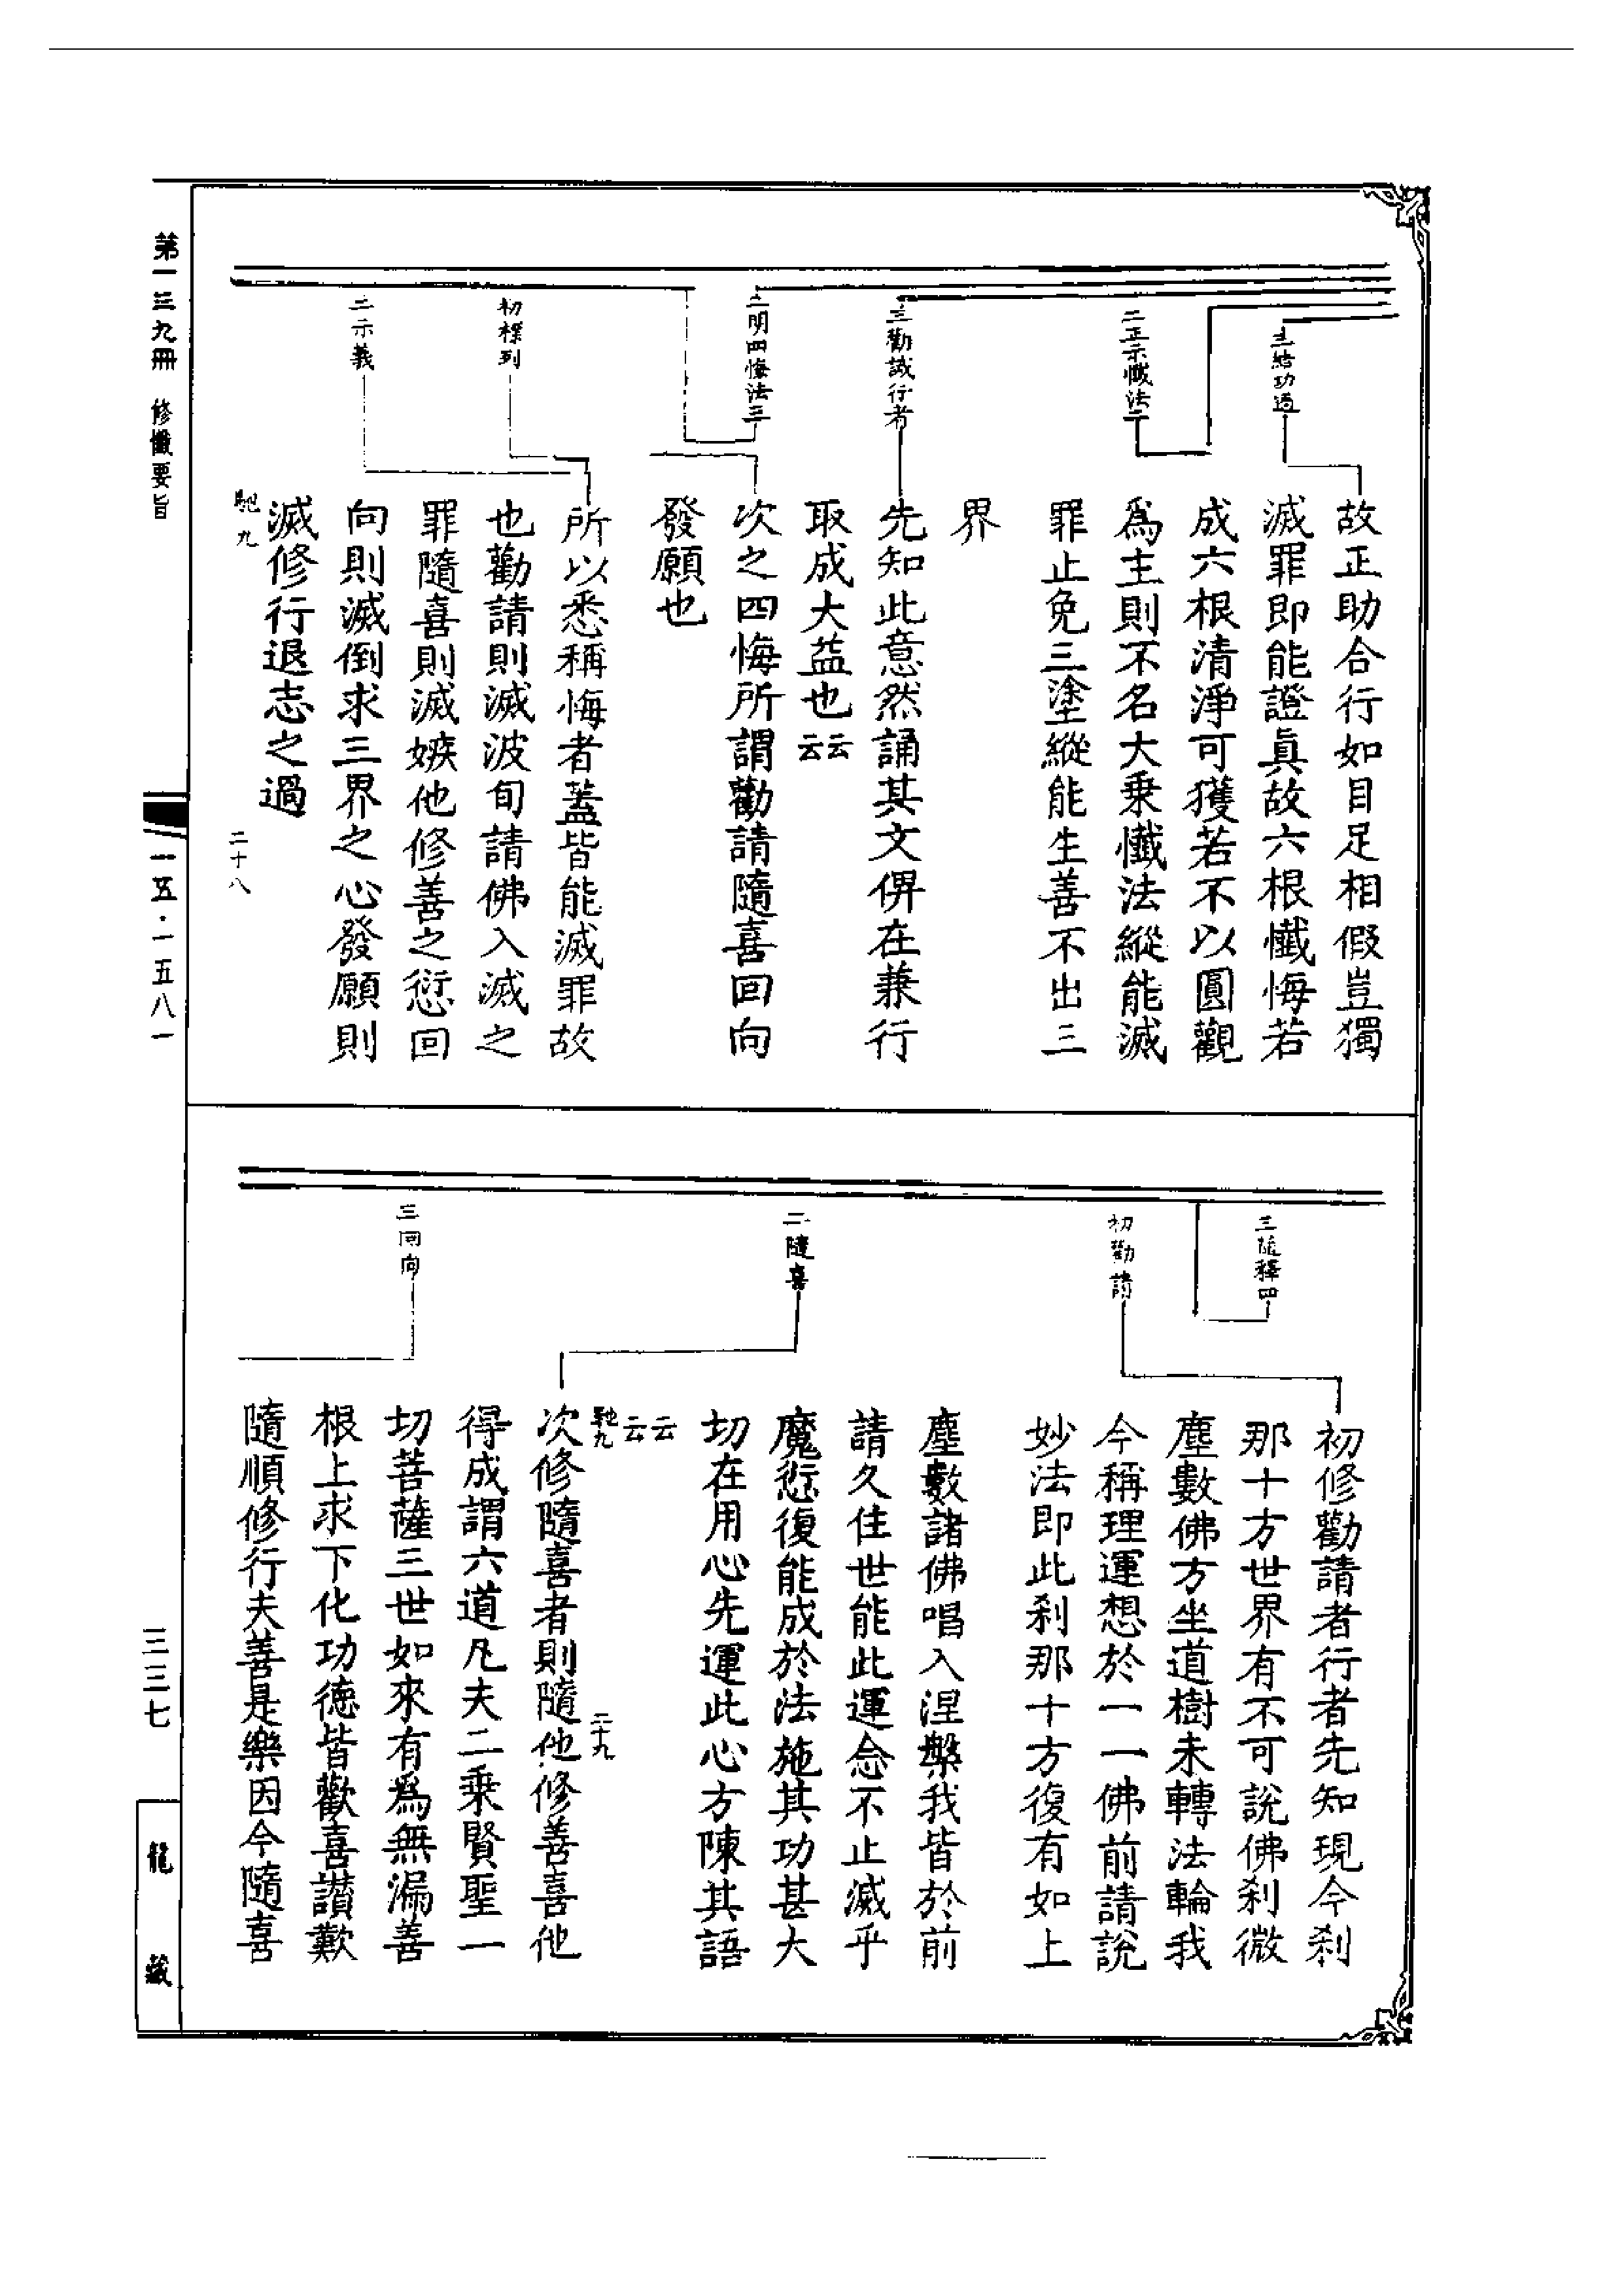 三結功過
故正助合行如目足相假豈獨
滅罪即能證眞故六根懺悔若
成六根清淨可獲若不以圓觀
爲主則不名大乘懺法縱能滅
罪止免三塗縱能生善不出三
界
二正示懺法二
三勸誡行者
先知此意然誦其文俾在兼行
取成大益也云云
二明四悔法三
次之四悔所謂勸請隨喜回向
發願也
初標列
二示義
所以悉稱悔者蓋皆能滅罪故
也勸請則滅波旬請佛入滅之
罪隨喜則滅嫉他修善之愆回
向則滅倒求三界之心發願則
滅修行退志之過
馳九
二十八
三隨釋四
初勸請
初修勸請者行者先知現今刹
那十方世界有不可說佛刹微
塵數佛方坐道樹未轉法輪我
今稱理運想於一一佛前請說
妙法即此刹那十方復有如上
塵數諸佛唱入涅槃我皆於前
請久住世能此運念不止滅乎
魔愆復能成於法施其功甚大
切在用心先運此心方陳其語
云云
馳九
二十九
二隨喜
次修隨喜者則隨他修善喜他
得成謂六道凡夫二乘賢聖一
切菩薩三世如來有爲無漏善
根上求下化功德皆歡喜讚歎
三回向
隨順修行夫善是樂因今隨喜
第一三九冊 修懺要旨
一五·一五八一
三三七
龍藏